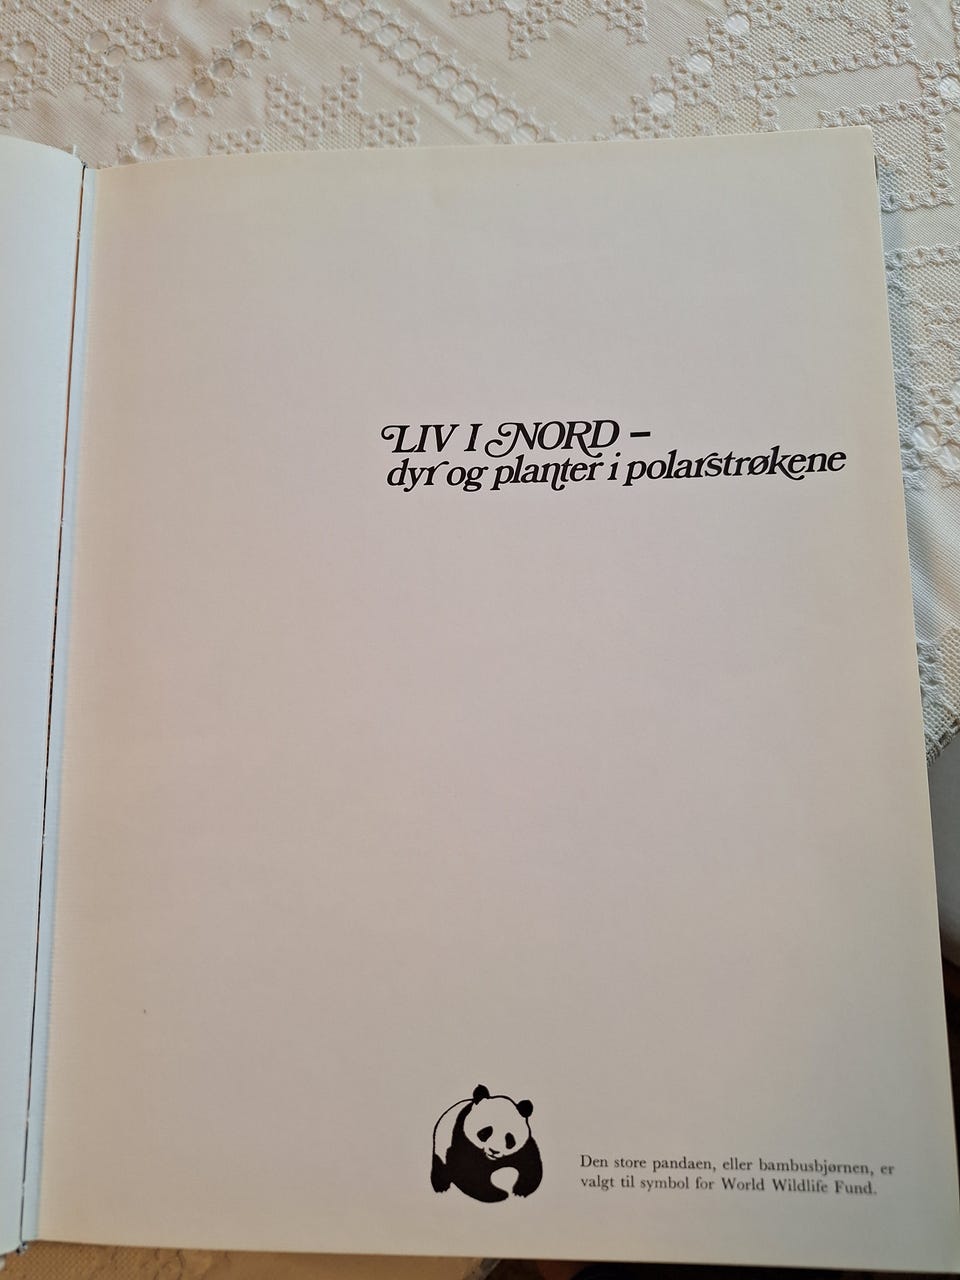 LIV I NORD –
dyr og planter i polarstrøkene
Den store pandaen, eller bambusbjørnen, er
valgt til symbol for World Wildlife Fund.